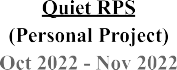 Quiet RPS
(Personal Project)
Oct 2022 - Nov 2022